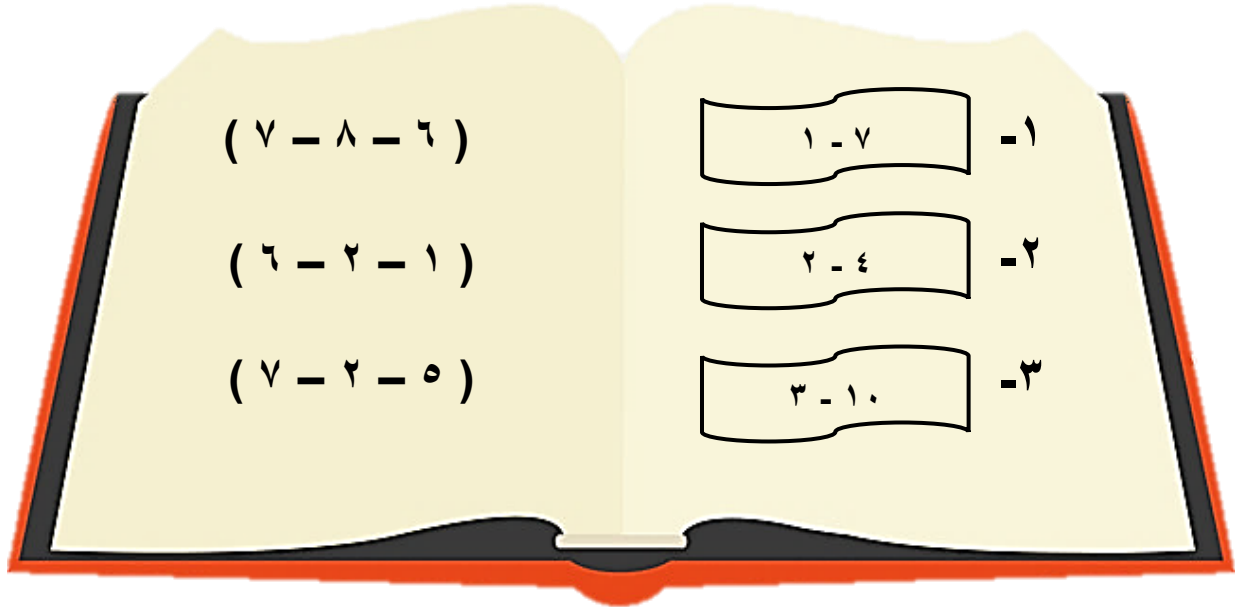 ١- ٧ - ١ ( ٦ – ٨ – ٧ )
٢- ٤ - ٢ ( ١ – ٢ – ٦ )
٣- ١٠ - ٣ ( ٥ – ٢ – ٧ )